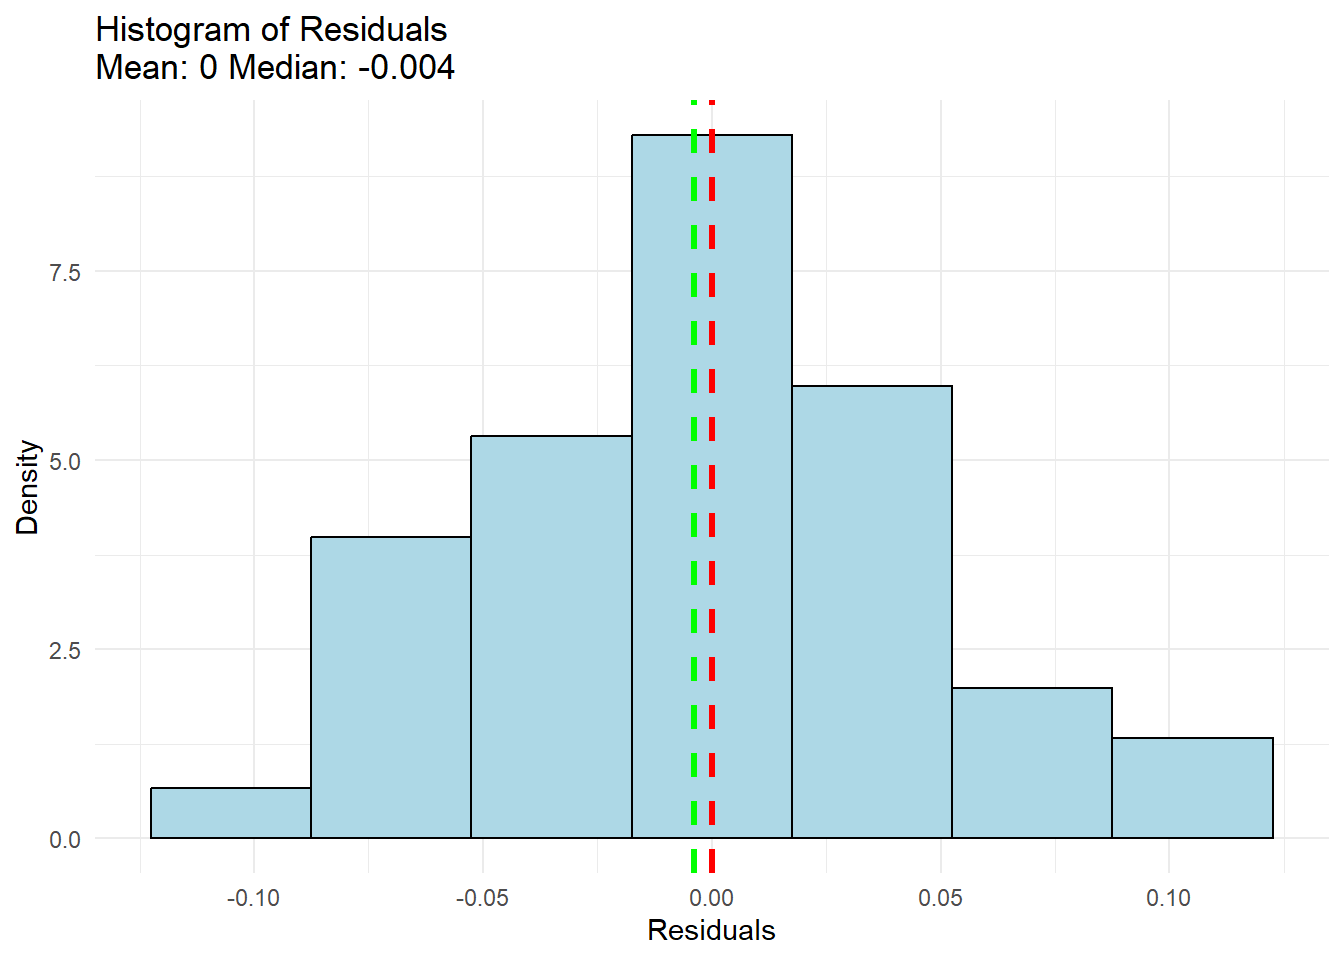 Histogram of Residuals
Mean: 0 Median: -0.004
Density
7.5
5.0
2.5
0.0
-0.10
-0.05
0.00
0.05
0.10
Residuals